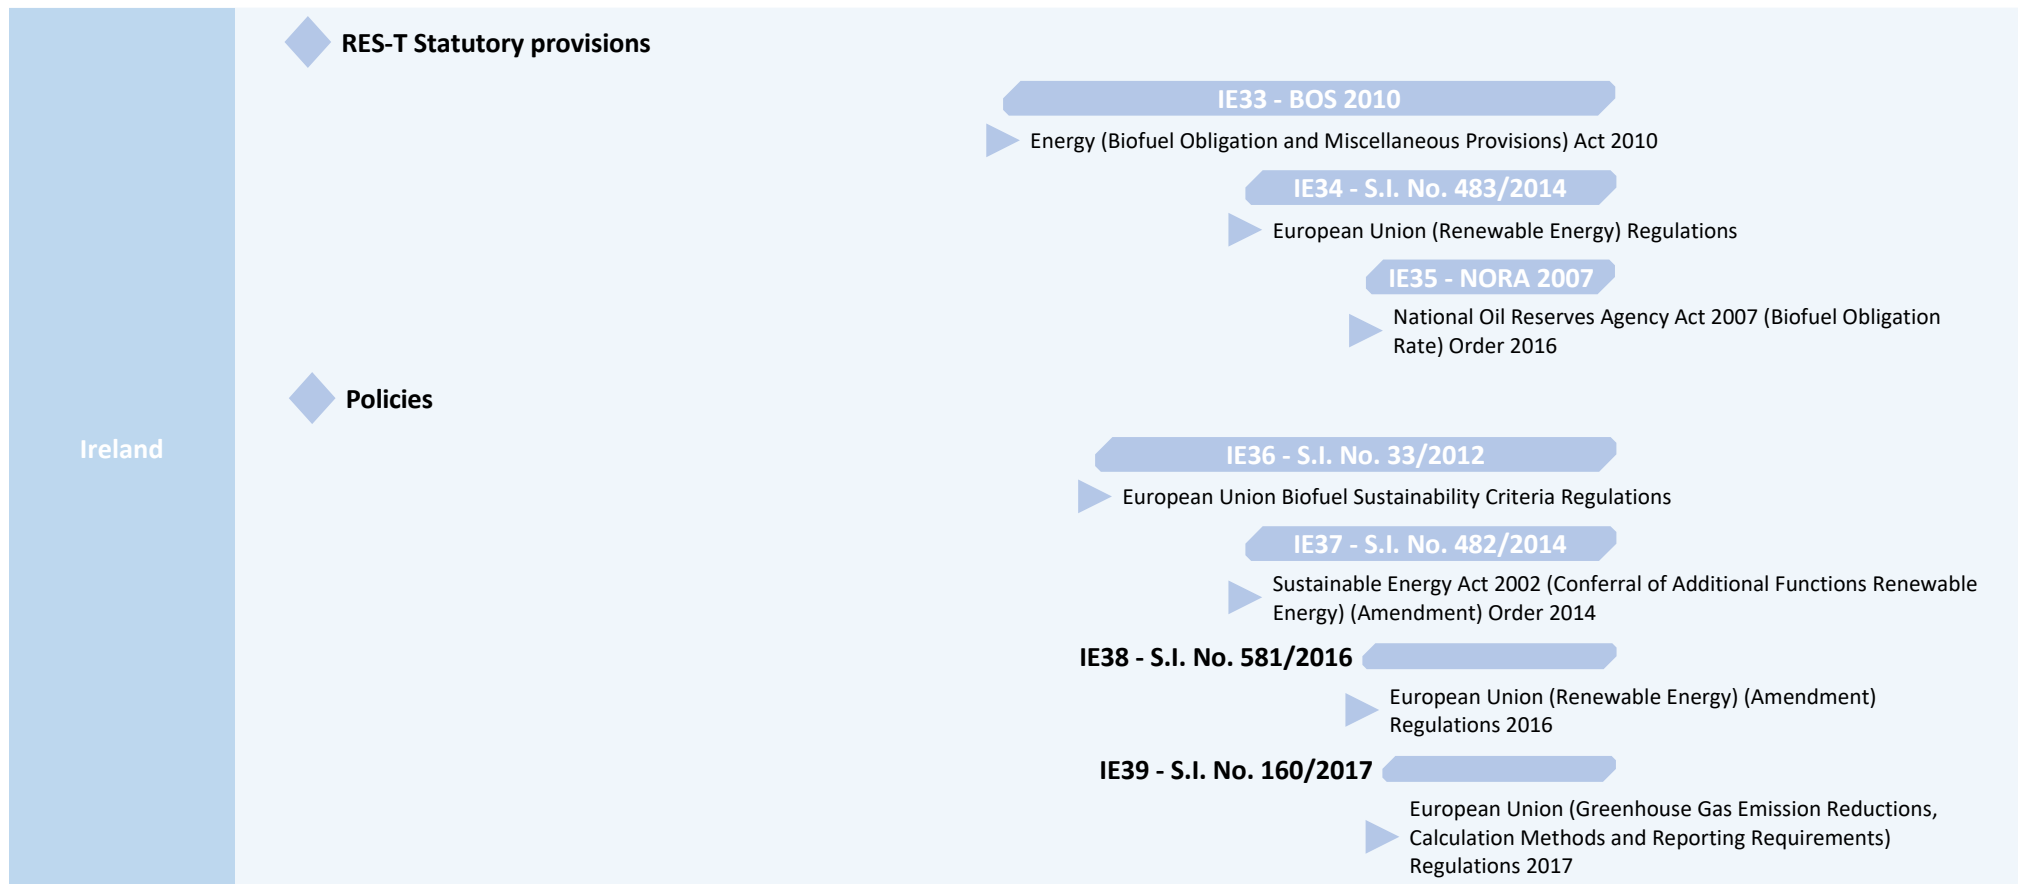 RES-T Statutory provisions
IE33 - BOS 2010
Energy (Biofuel Obligation and Miscellaneous Provisions) Act 2010
IE34 - S.I. No. 483/2014
European Union (Renewable Energy) Regulations
IE35 - NORA 2007
National Oil Reserves Agency Act 2007 (Biofuel Obligation
Rate) Order 2016
Policies
Ireland
IE36 - S.I. No. 33/2012
European Union Biofuel Sustainability Criteria Regulations
IE37 - S.I. No. 482/2014
Sustainable Energy Act 2002 (Conferral of Additional Functions Renewable
Energy) (Amendment) Order 2014
IE38 - S.I. No. 581/2016
European Union (Renewable Energy) (Amendment)
Regulations 2016
IE39 - S.I. No. 160/2017
European Union (Greenhouse Gas Emission Reductions,
Calculation Methods and Reporting Requirements)
Regulations 2017